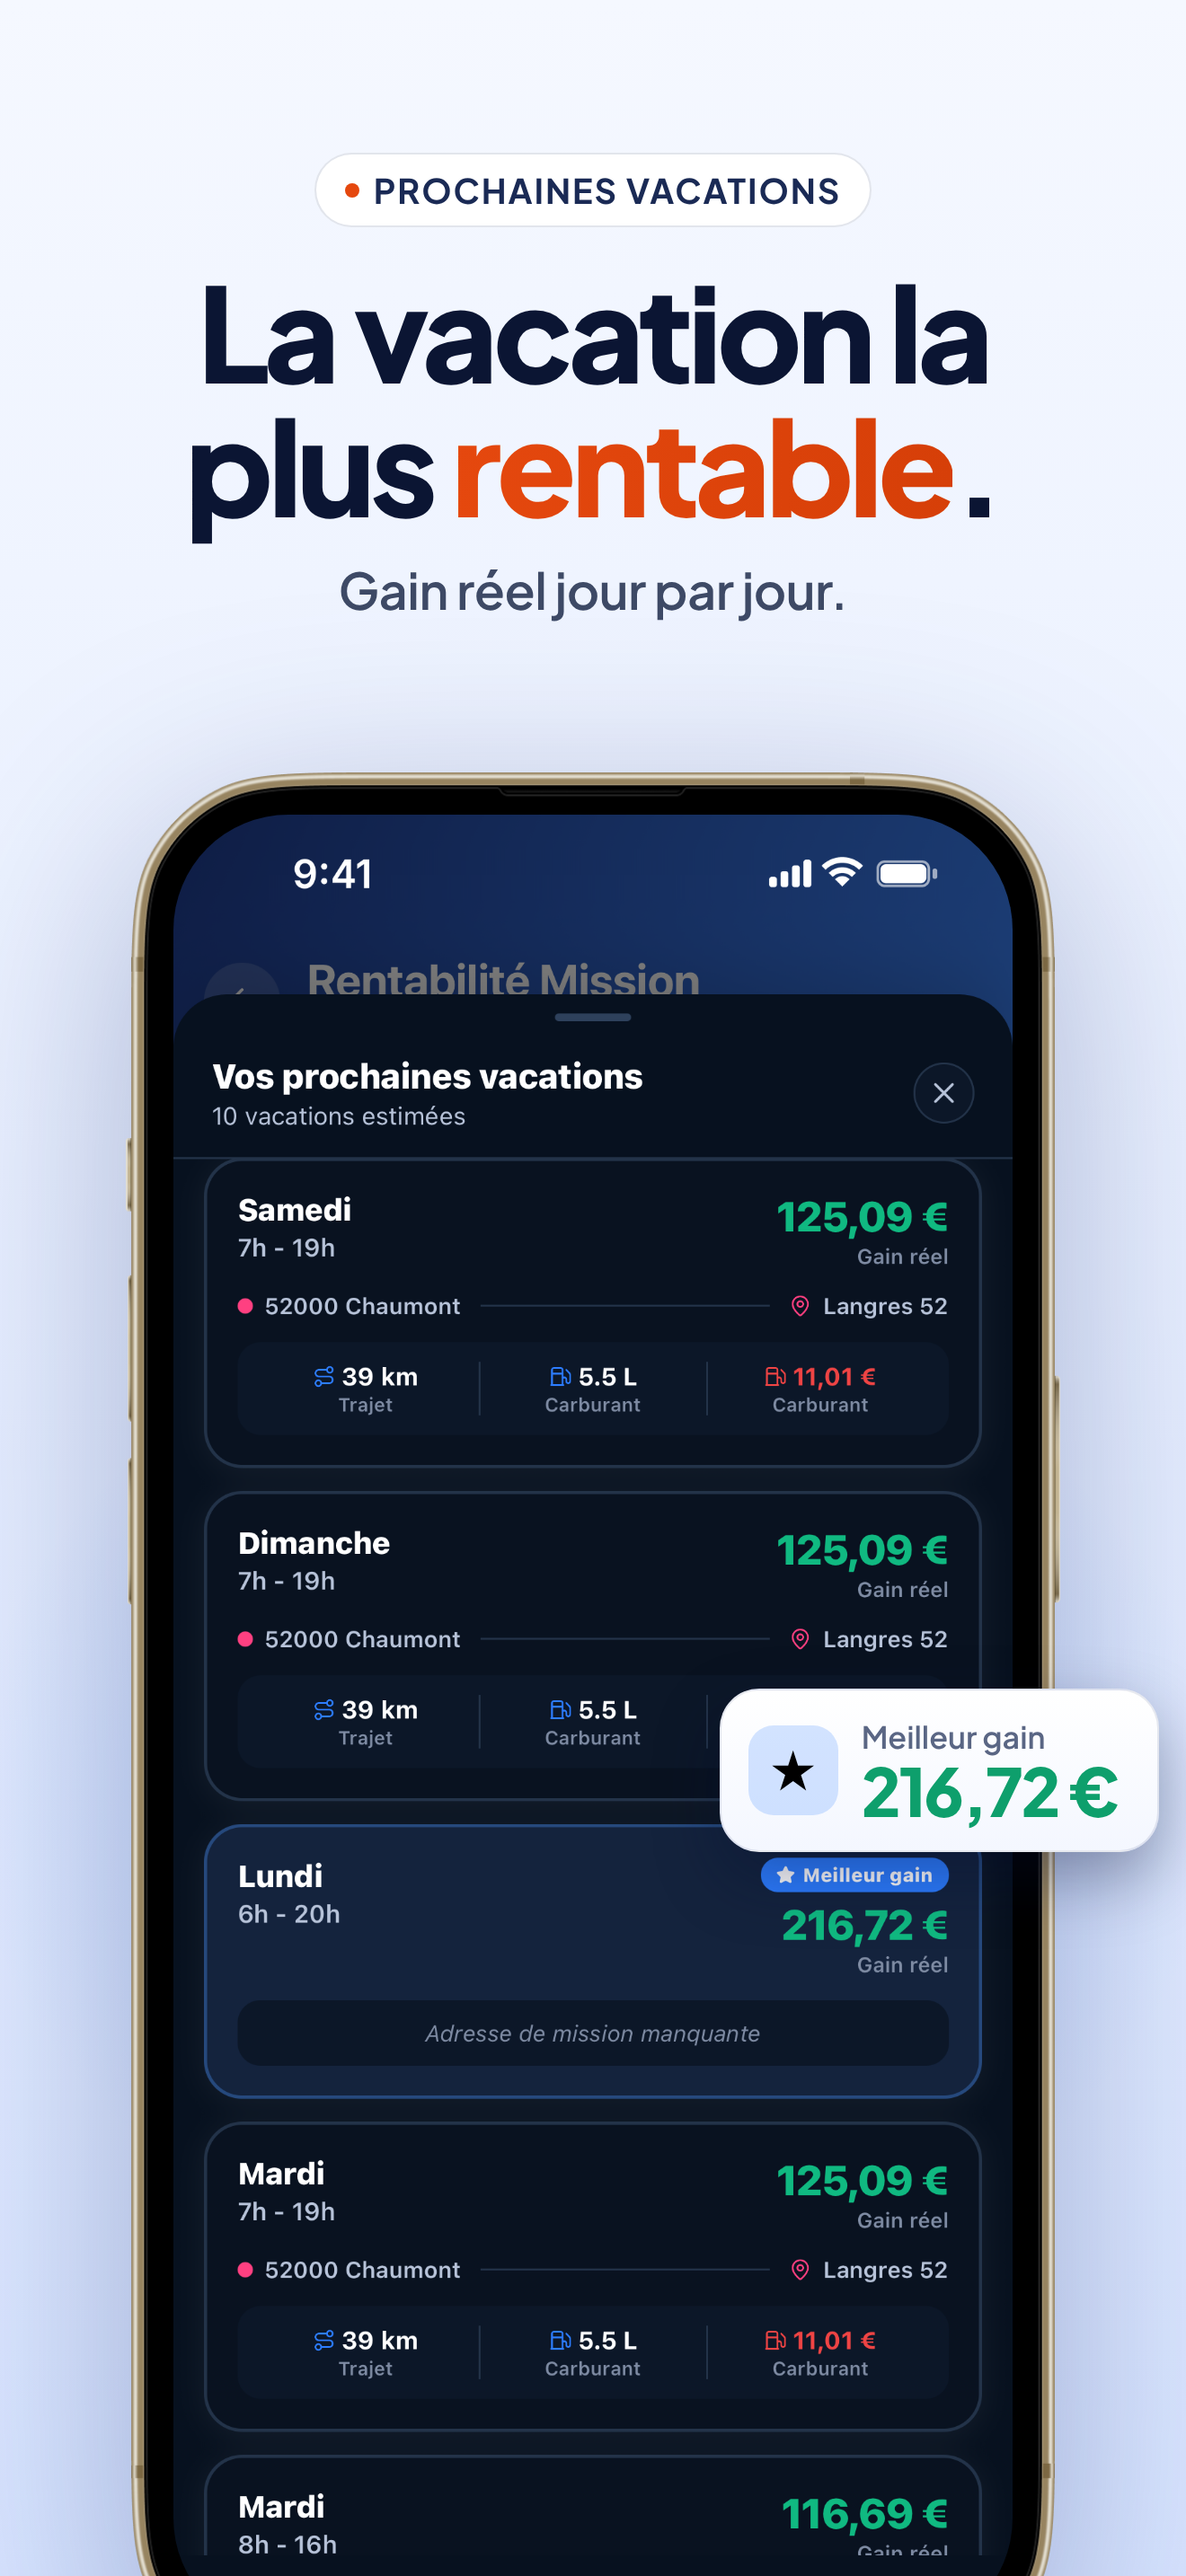 PROCHAINES VACATIONS
La vacation la
plus rentable.
Gain réel jour par jour.
9:41
Rentabilité Mission
Vos prochaines vacations
10 vacations estimées
Samedi
125,09 €
7h - 19h
Gain réel
52000 Chaumont
Langres 52
39 km
5.5 L
11,01 €
Trajet
Carburant
Carburant
Dimanche
125,09 €
7h - 19h
Gain réel
52000 Chaumont
Langres 52
39 km
5.5 L
Trajet
Carburant
Meilleur gain
216,72 €
Lundi
Meilleur gain
6h - 20h
216,72 €
Gain réel
Adresse de mission manquante
Mardi
125,09 €
7h - 19h
Gain réel
52000 Chaumont
Langres 52
39 km
5.5 L
11,01 €
Trajet
Carburant
Carburant
Mardi
116,69 €
8h - 16h
Gain réel